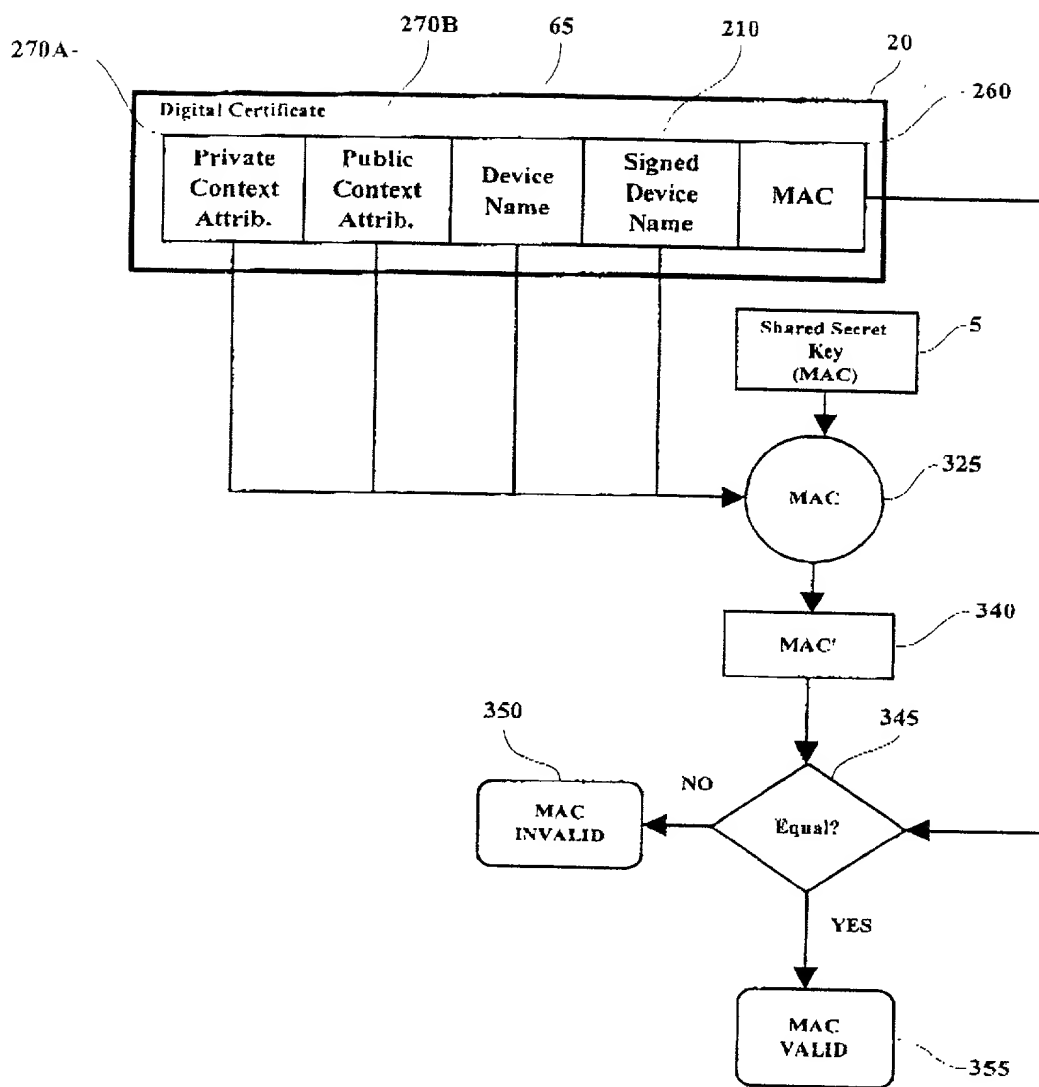 270A-
270B
65
210
20
260
Digital Certificate
Private
Context
Attrib.
Public
Context
Attrib.
Device
Name
Signed
Device
Name
MAC
Shared Secret
Key
(MAC)
5
MAC
325
MAC'
340
350
345
NO
MAC
INVALID
Equal?
YES
MAC
VALID
355